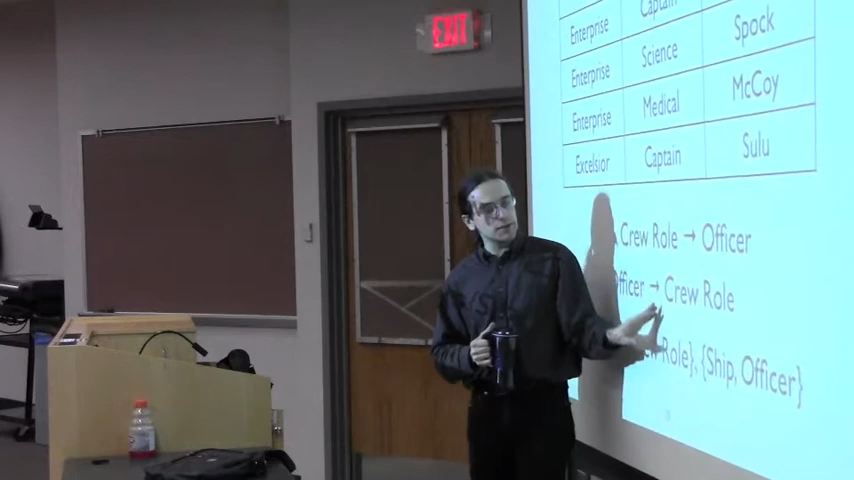 EXIT
Enterprise Captain
Enterprise Science Spock
Enterprise Medical McCoy
Excelsior Captain Sulu
Crew Role → Officer
Officer → Crew Role
Role}, {Ship, Officer}